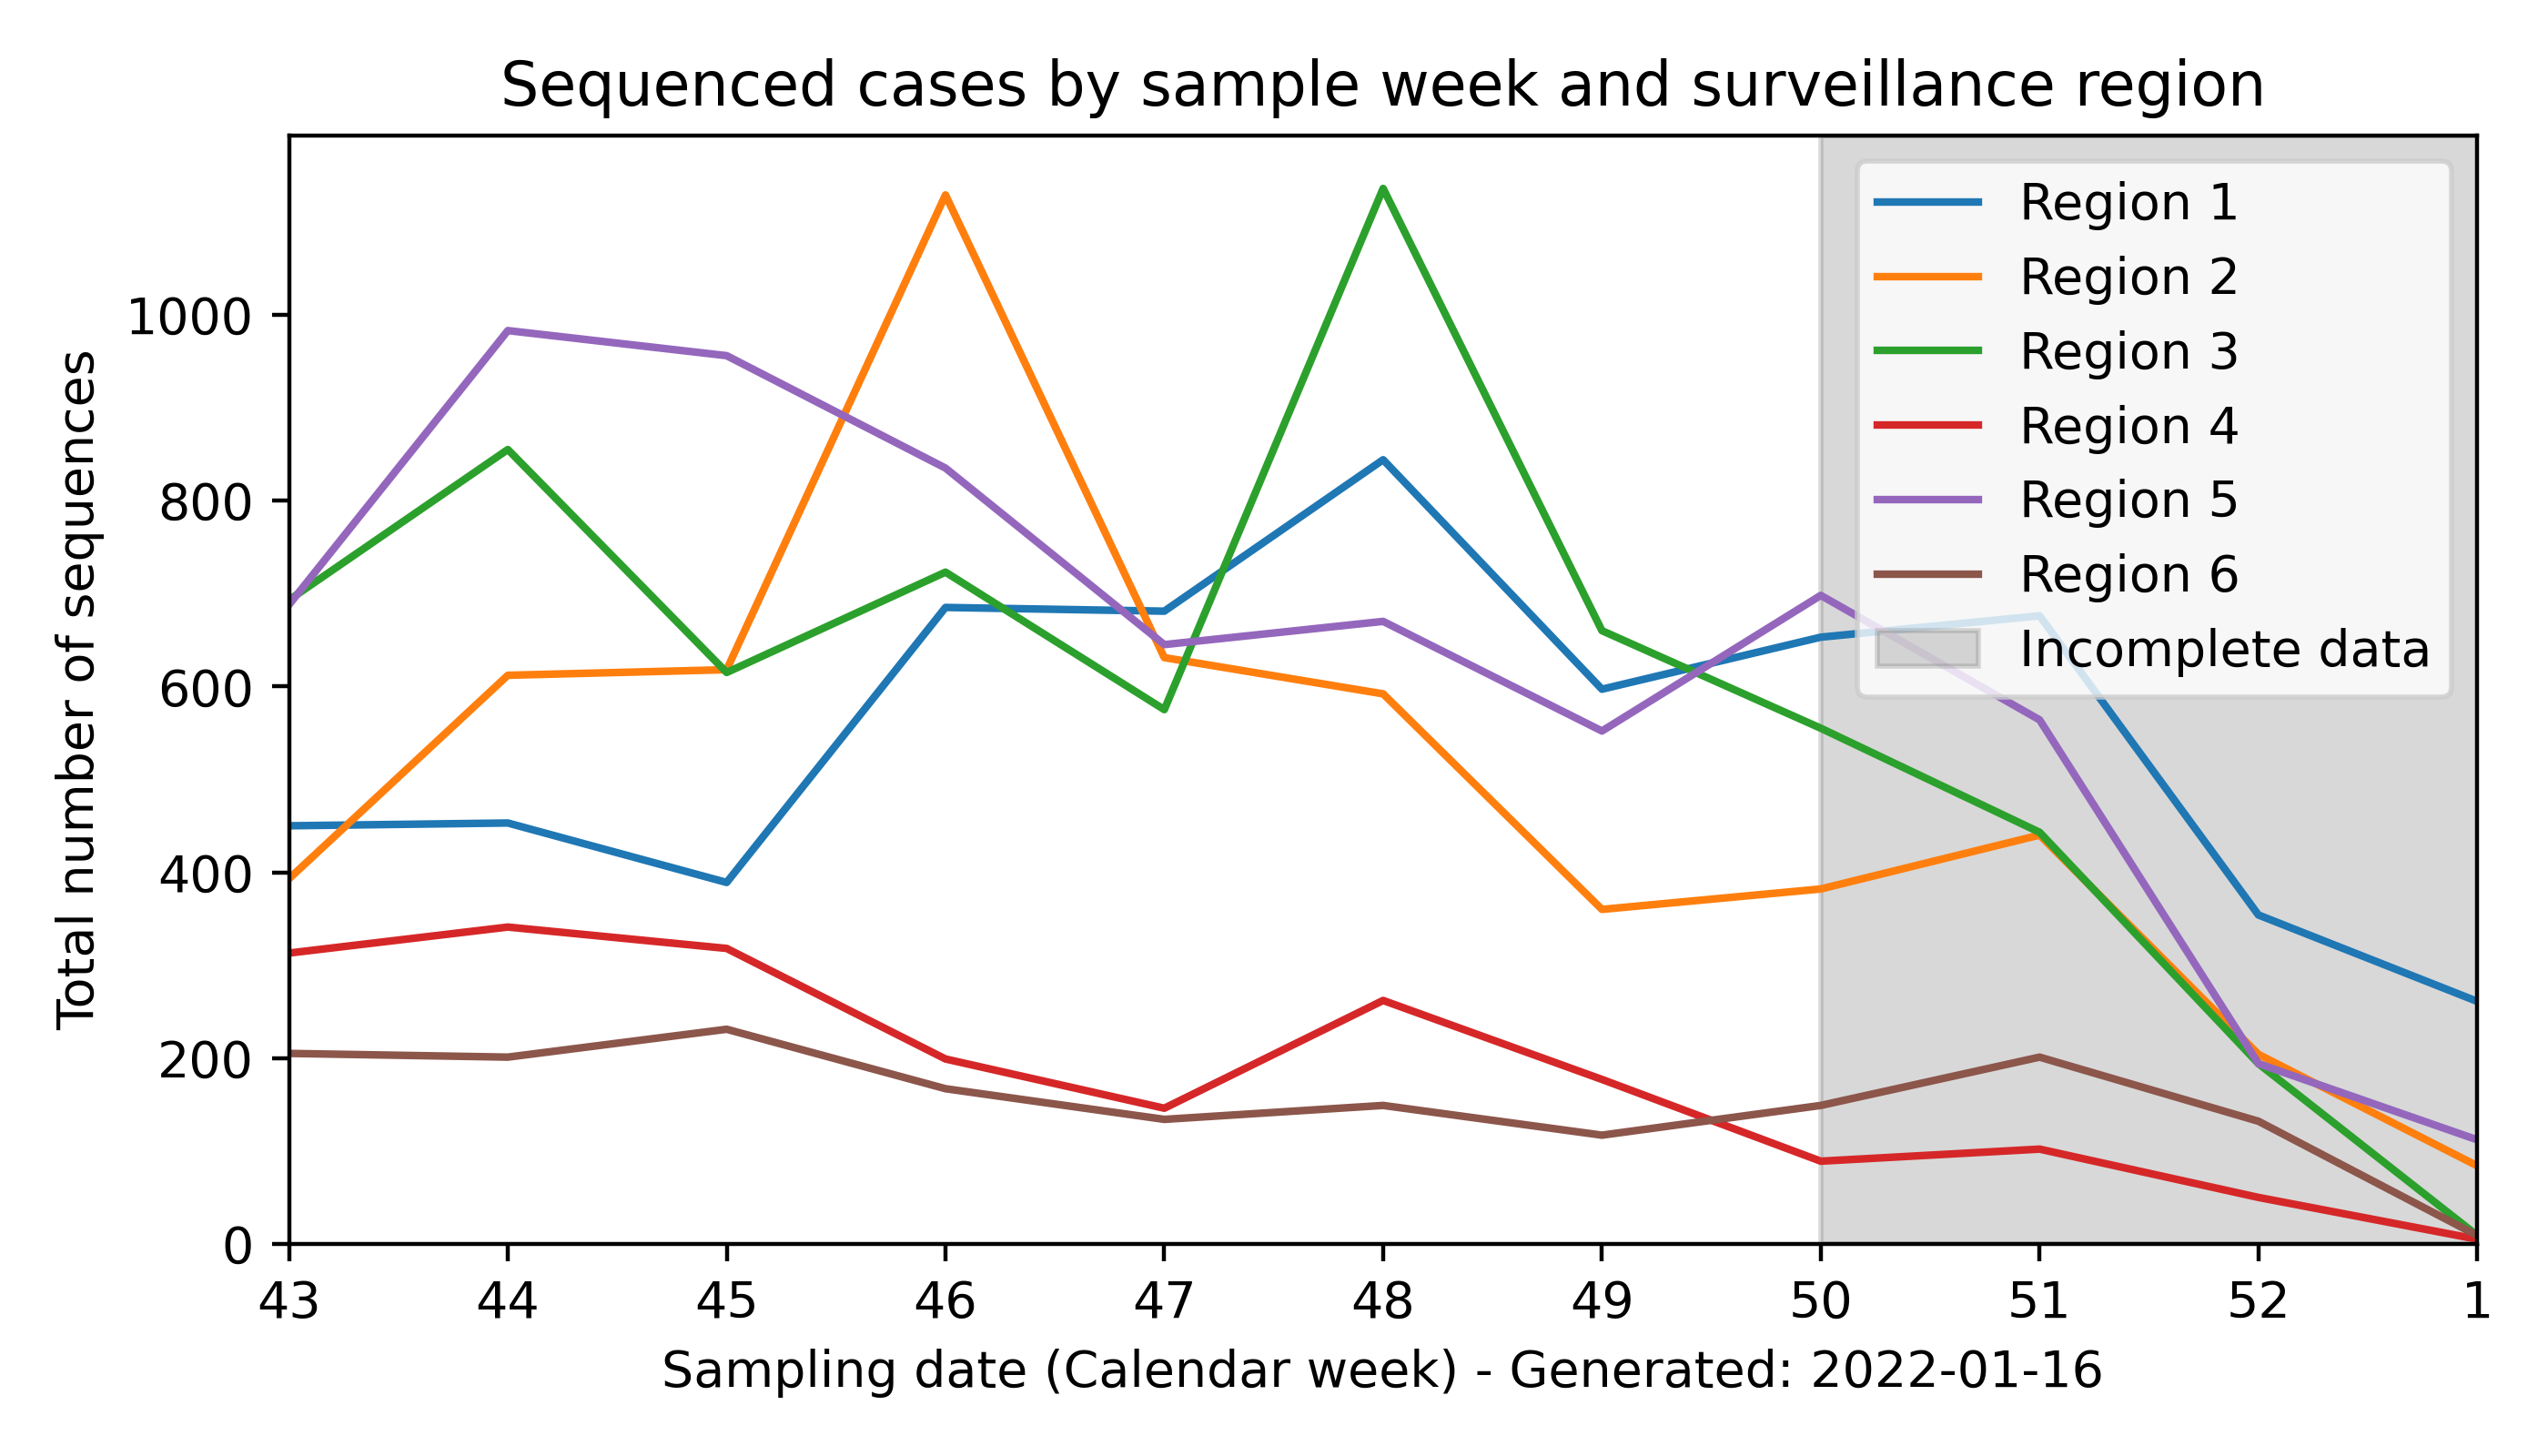 Sequenced cases by sample week and surveillance region
Total number of sequences
1000
800
600
400
200
0
Region 1
Region 2
Region 3
Region 4
Region 5
Region 6
Incomplete data
43 44 45 46 47 48 49 50 51 52 1
Sampling date (Calendar week) - Generated: 2022-01-16